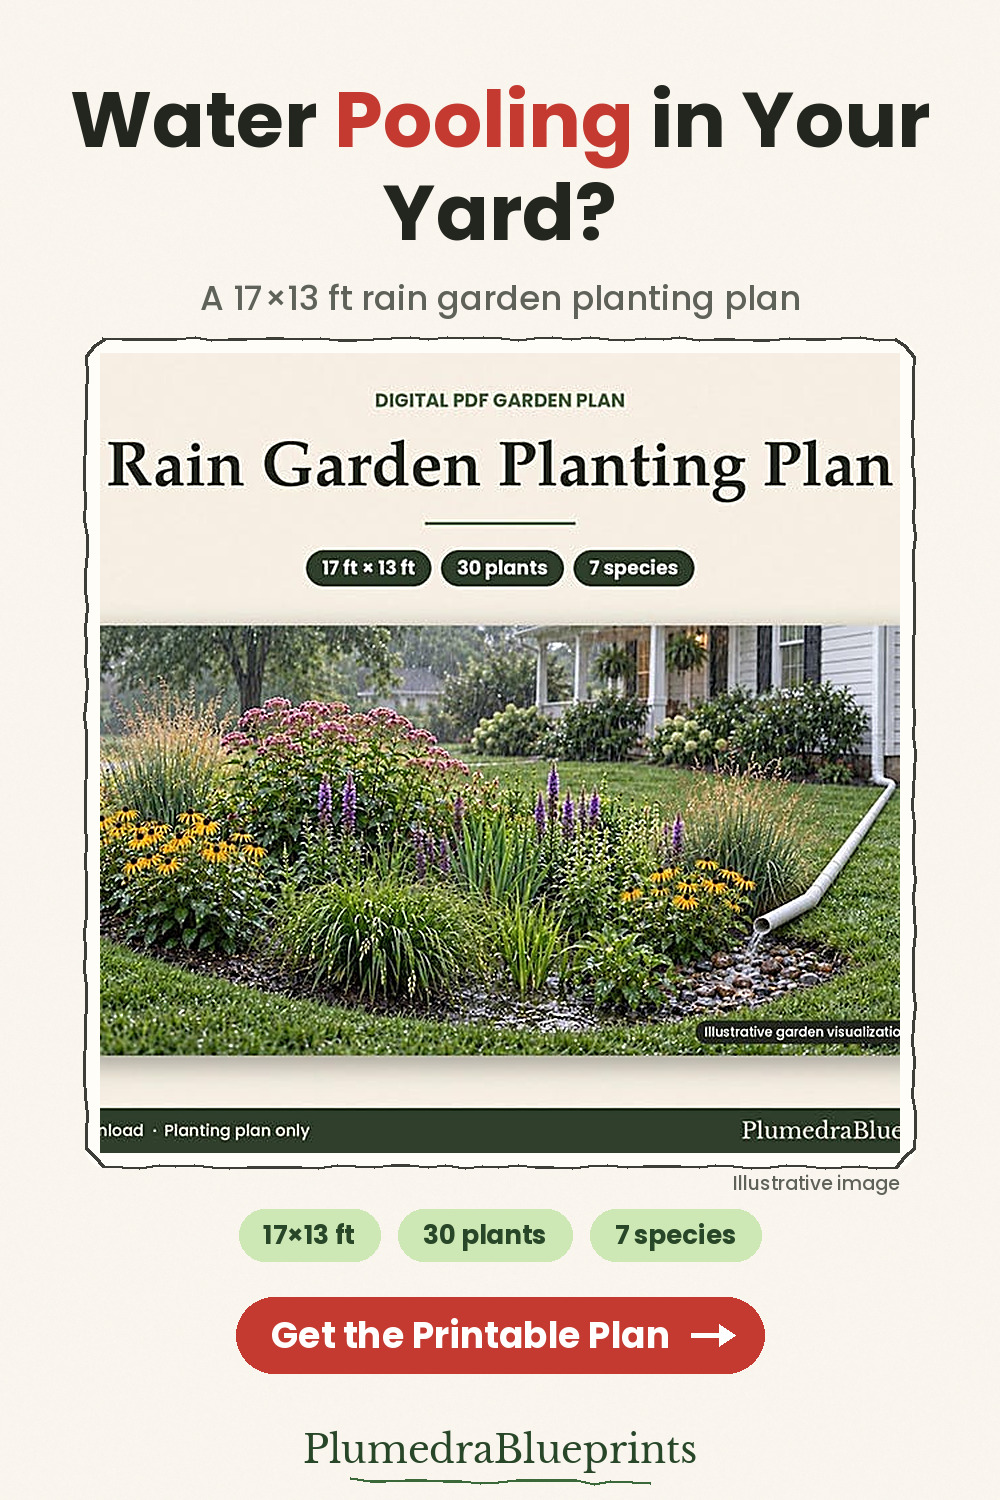 Water Pooling in Your
Yard?
A 17×13 ft rain garden planting plan
DIGITAL PDF GARDEN PLAN
Rain Garden Planting Plan
17 ft × 13 ft 30 plants 7 species
Illustrative garden visualizatio
nload · Planting plan only PlumedraBlue
Illustrative image
17×13 ft 30 plants 7 species
Get the Printable Plan →
PlumedraBlueprints